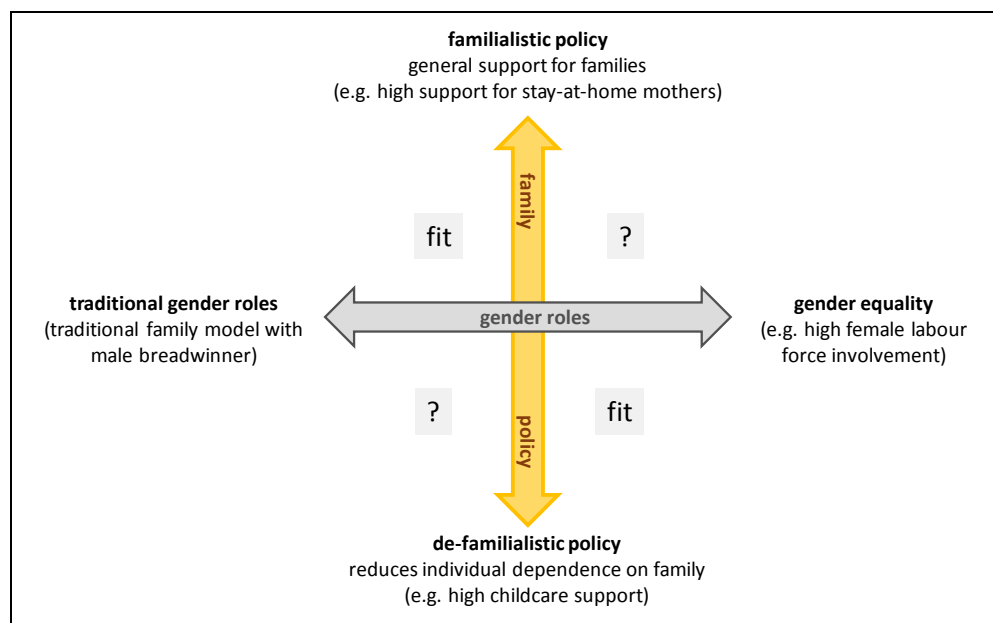 familialistic policy
general support for families
(e.g. high support for stay-at-home mothers)
family
fit
?
traditional gender roles
(traditional family model with
male breadwinner)
gender roles
gender equality
(e.g. high female labour
force involvement)
?
policy
fit
de-familialistic policy
reduces individual dependence on family
(e.g. high childcare support)